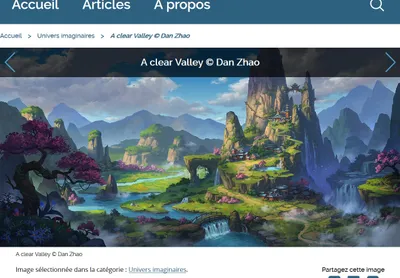 Accueil Articles A propos
Accueil > Univers imaginaires > A clear Valley © Dan Zhao
A clear Valley © Dan Zhao
A clear Valley © Dan Zhao
Image sélectionnée dans la catégorie : Univers imaginaires.
Partagez cette image